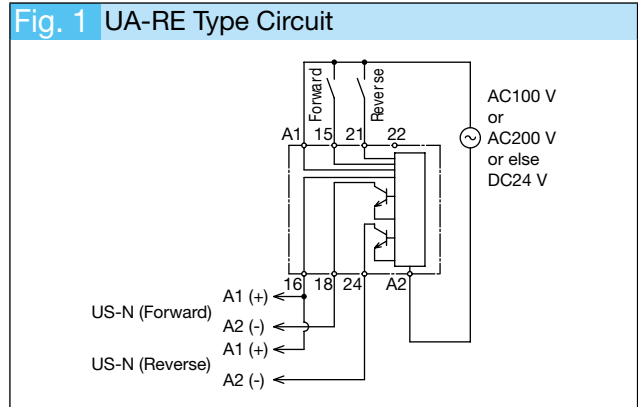 Fig. 1 UA-RE Type Circuit
Forward
Reverse
A1 15 21 22
AC100 V
or
AC200 V
or else
DC24 V
16 18 24 A2
A1 (+)
US-N (Forward)
A2 (-)
A1 (+)
US-N (Reverse)
A2 (-)